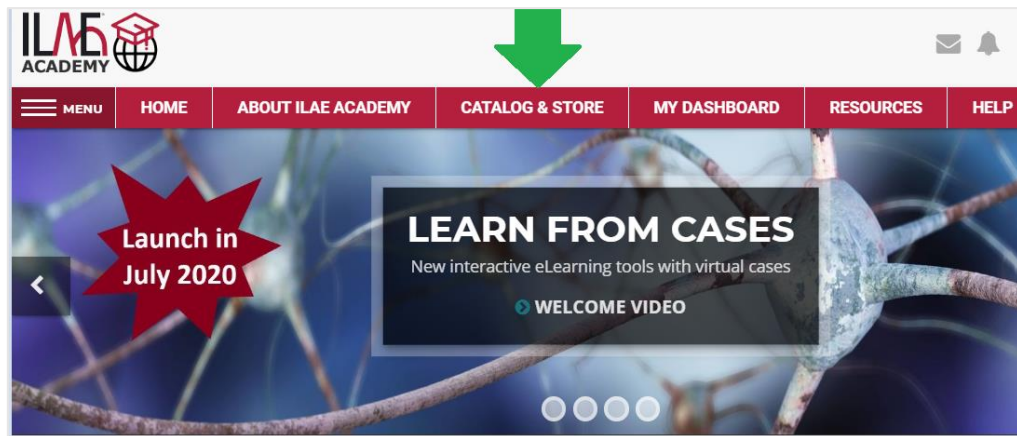 ILAE
ACADEMY
MENU HOME ABOUT ILAE ACADEMY CATALOG & STORE MY DASHBOARD RESOURCES HELP
Launch in
July 2020
LEARN FROM CASES
New interactive eLearning tools with virtual cases
WELCOME VIDEO